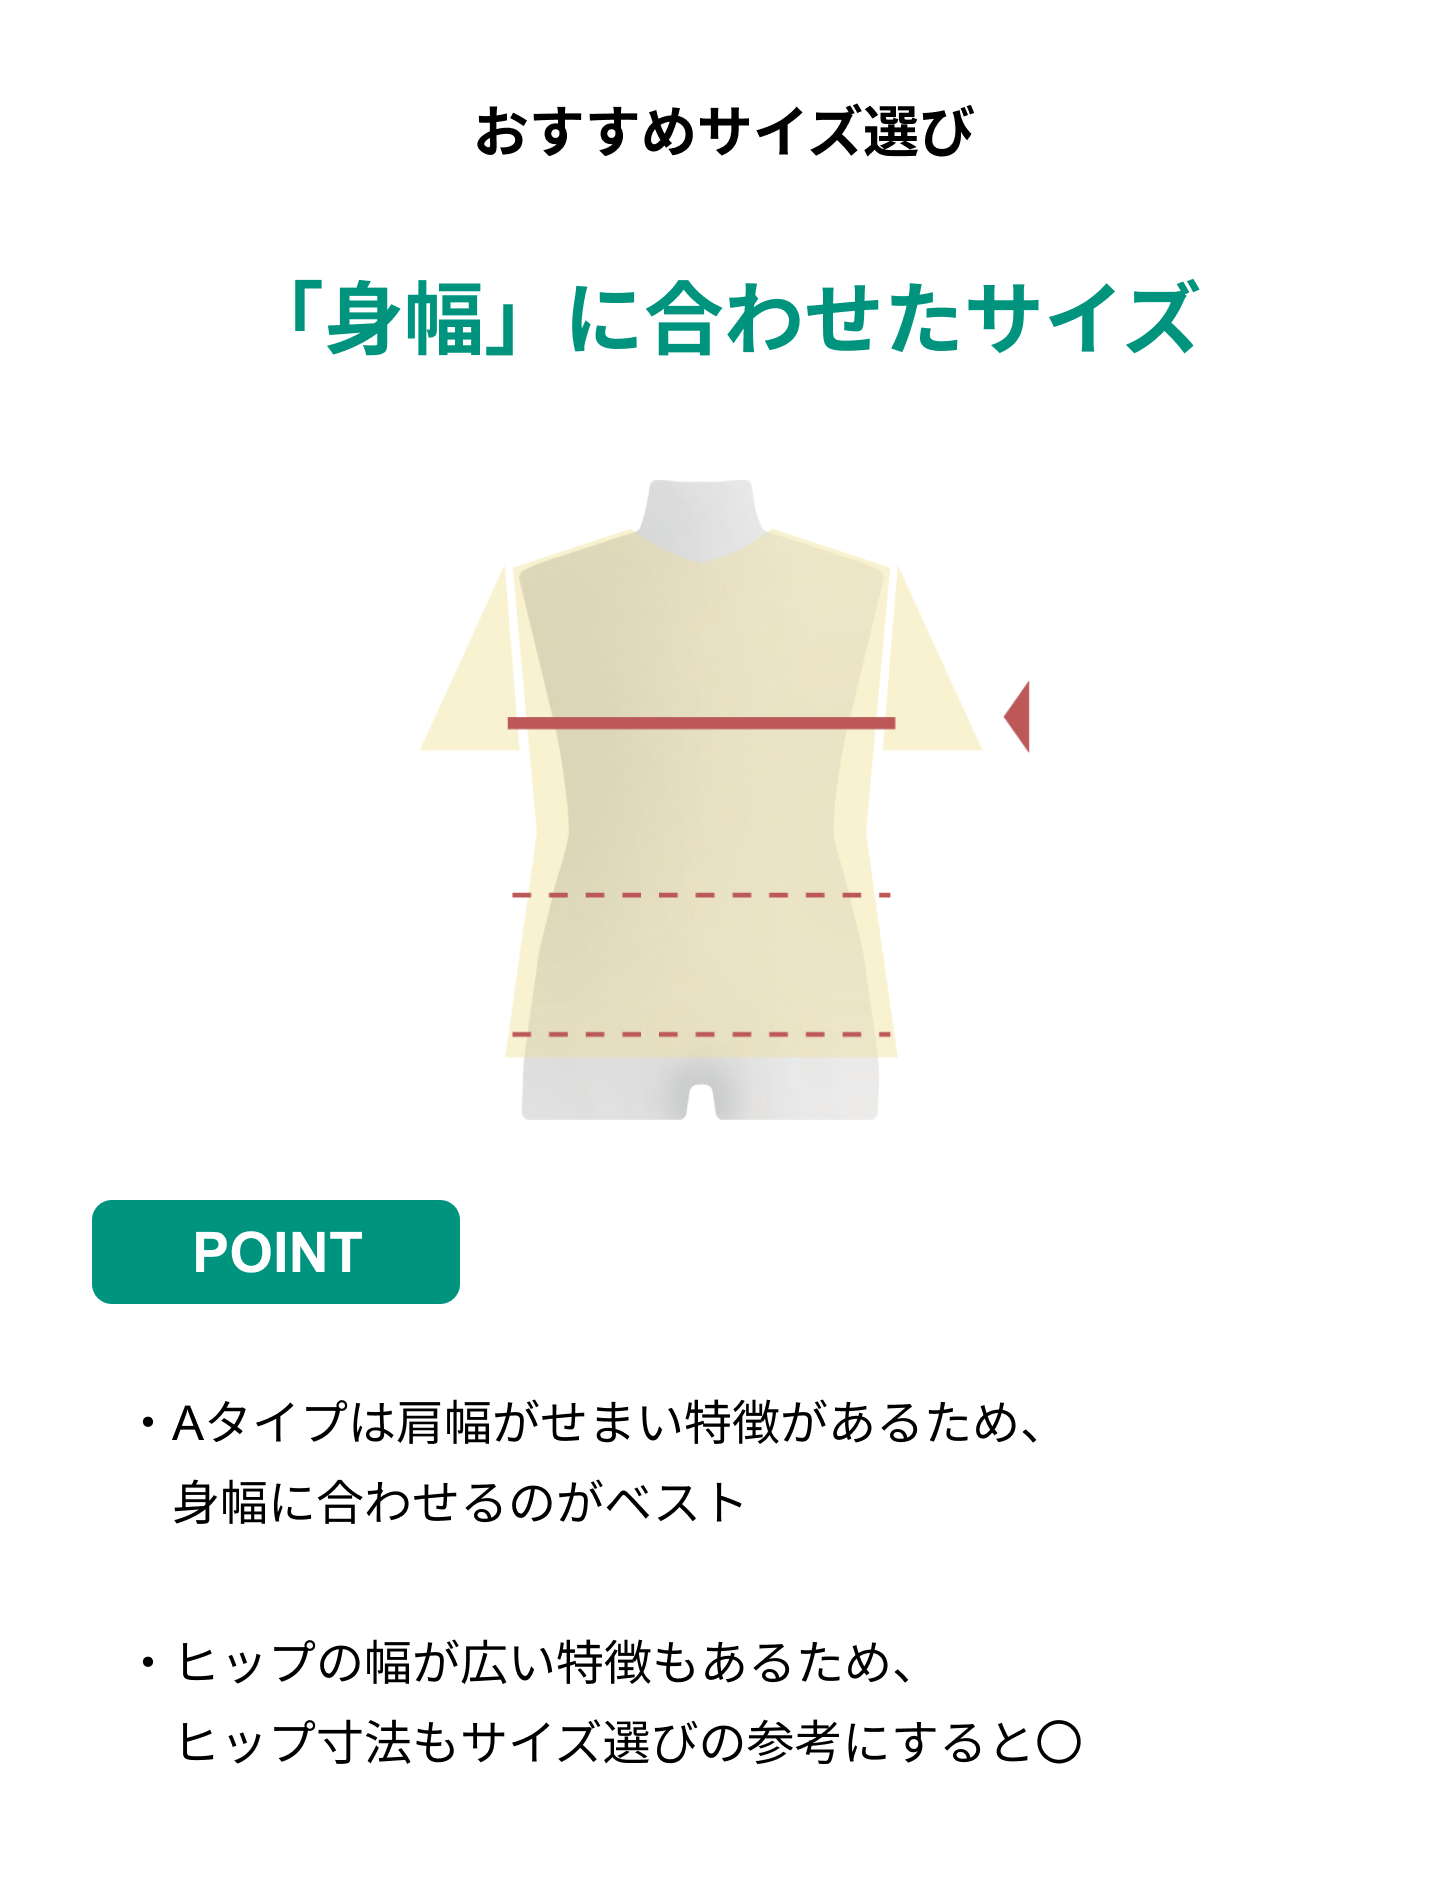 おすすめサイズ選び
「身幅」に合わせたサイズ
POINT
・Aタイプは肩幅がせまい特徴があるため、
身幅に合わせるのがベスト
・ヒップの幅が広い特徴もあるため、
ヒップ寸法もサイズ選びの参考にすると〇